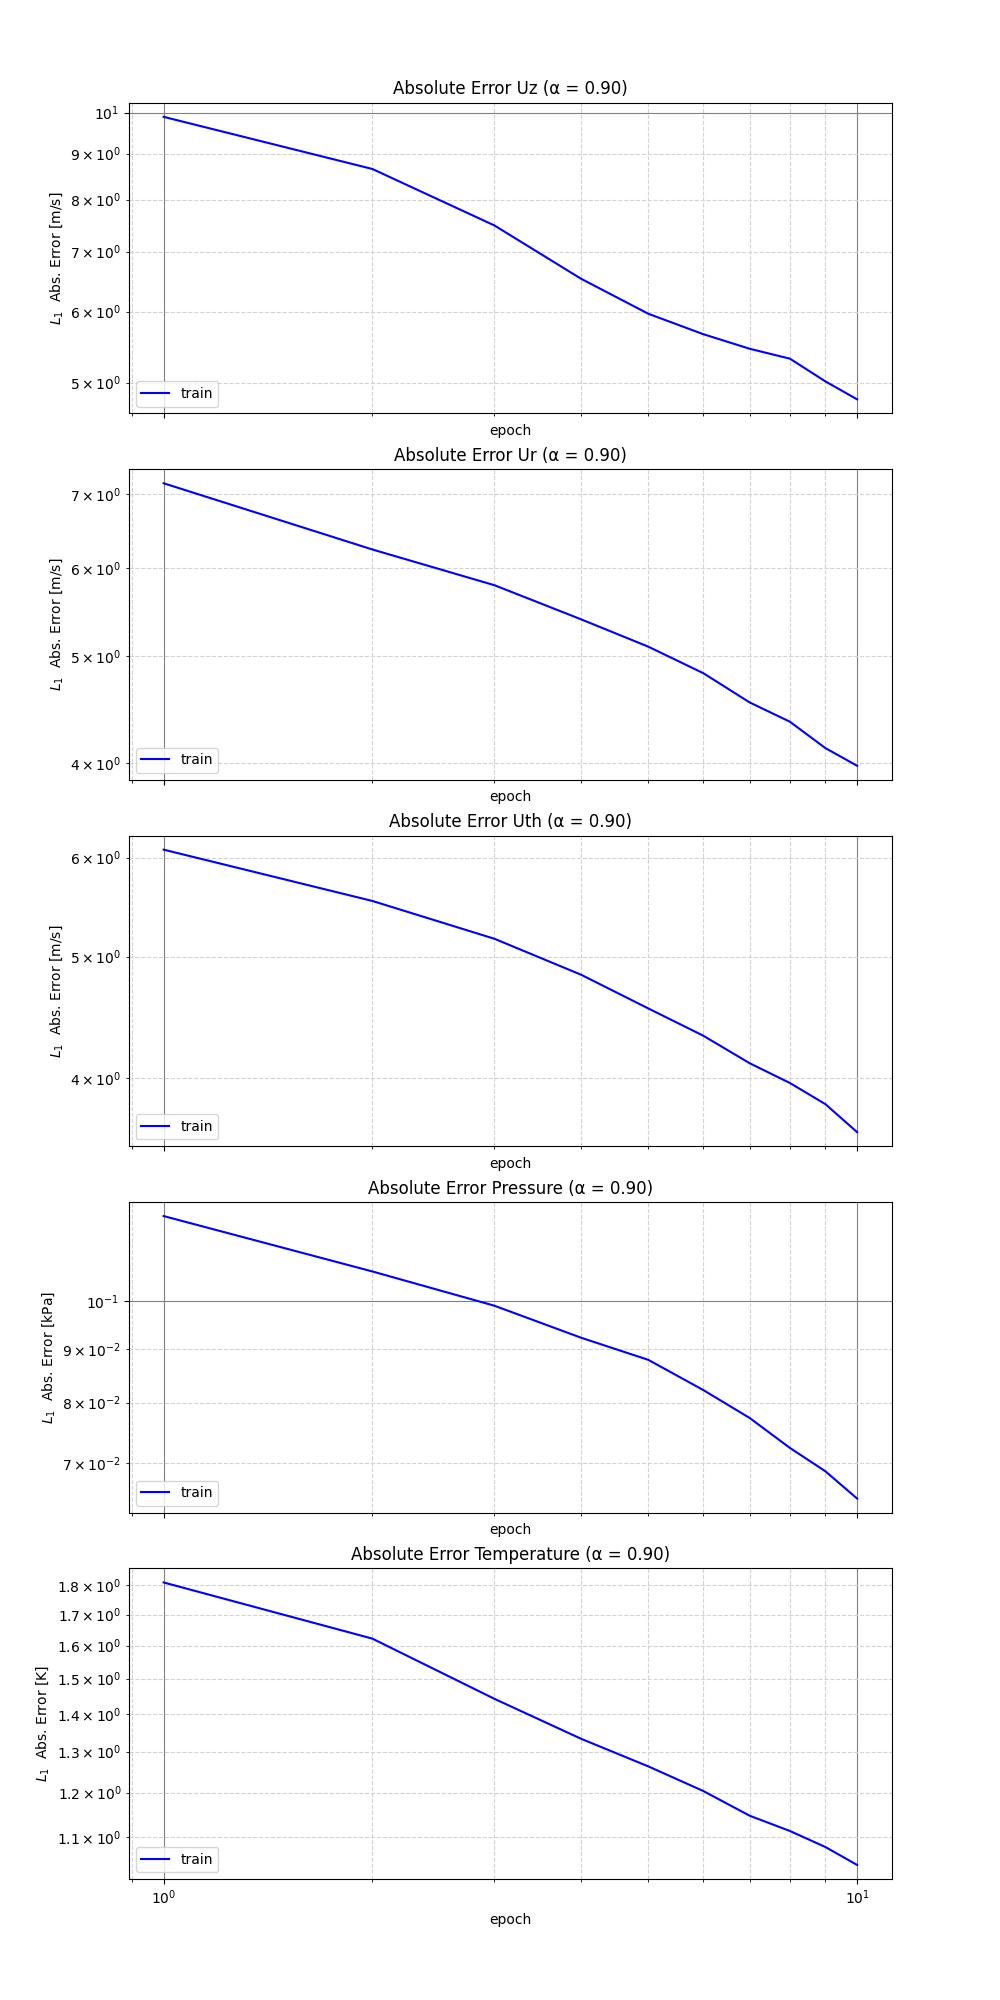 Absolute Error Uz (α = 0.90)
10¹
9 × 10⁰
8 × 10⁰
7 × 10⁰
6 × 10⁰
5 × 10⁰
L₁ Abs. Error [m/s]
train
epoch
Absolute Error Ur (α = 0.90)
7 × 10⁰
6 × 10⁰
5 × 10⁰
4 × 10⁰
L₁ Abs. Error [m/s]
train
epoch
Absolute Error Uth (α = 0.90)
6 × 10⁰
5 × 10⁰
4 × 10⁰
L₁ Abs. Error [m/s]
train
epoch
Absolute Error Pressure (α = 0.90)
10⁻¹
9 × 10⁻²
8 × 10⁻²
7 × 10⁻²
L₁ Abs. Error [kPa]
train
epoch
Absolute Error Temperature (α = 0.90)
1.8 × 10⁰
1.7 × 10⁰
1.6 × 10⁰
1.5 × 10⁰
1.4 × 10⁰
1.3 × 10⁰
1.2 × 10⁰
1.1 × 10⁰
L₁ Abs. Error [K]
train
10⁰ 10¹
epoch